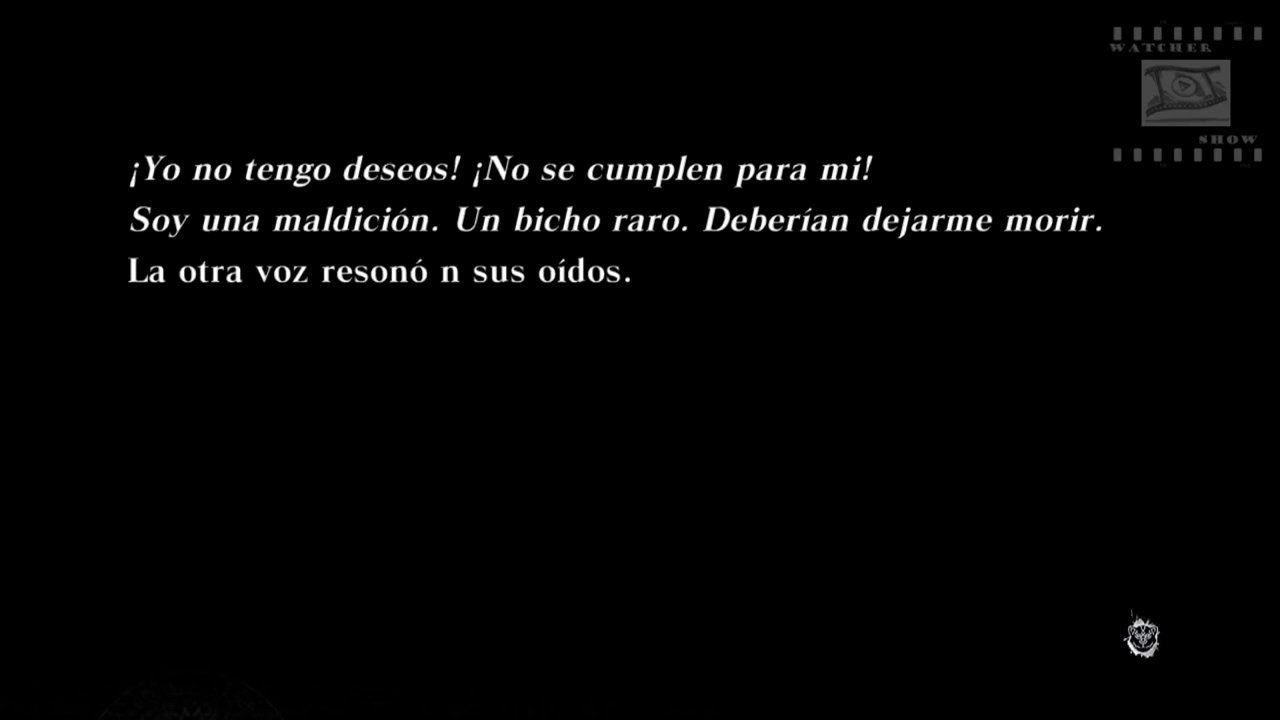 WATCHER
SHOW
¡Yo no tengo deseos! ¡No se cumplen para mi!
Soy una maldición. Un bicho raro. Deberían dejarme morir.
La otra voz resonó n sus oídos.